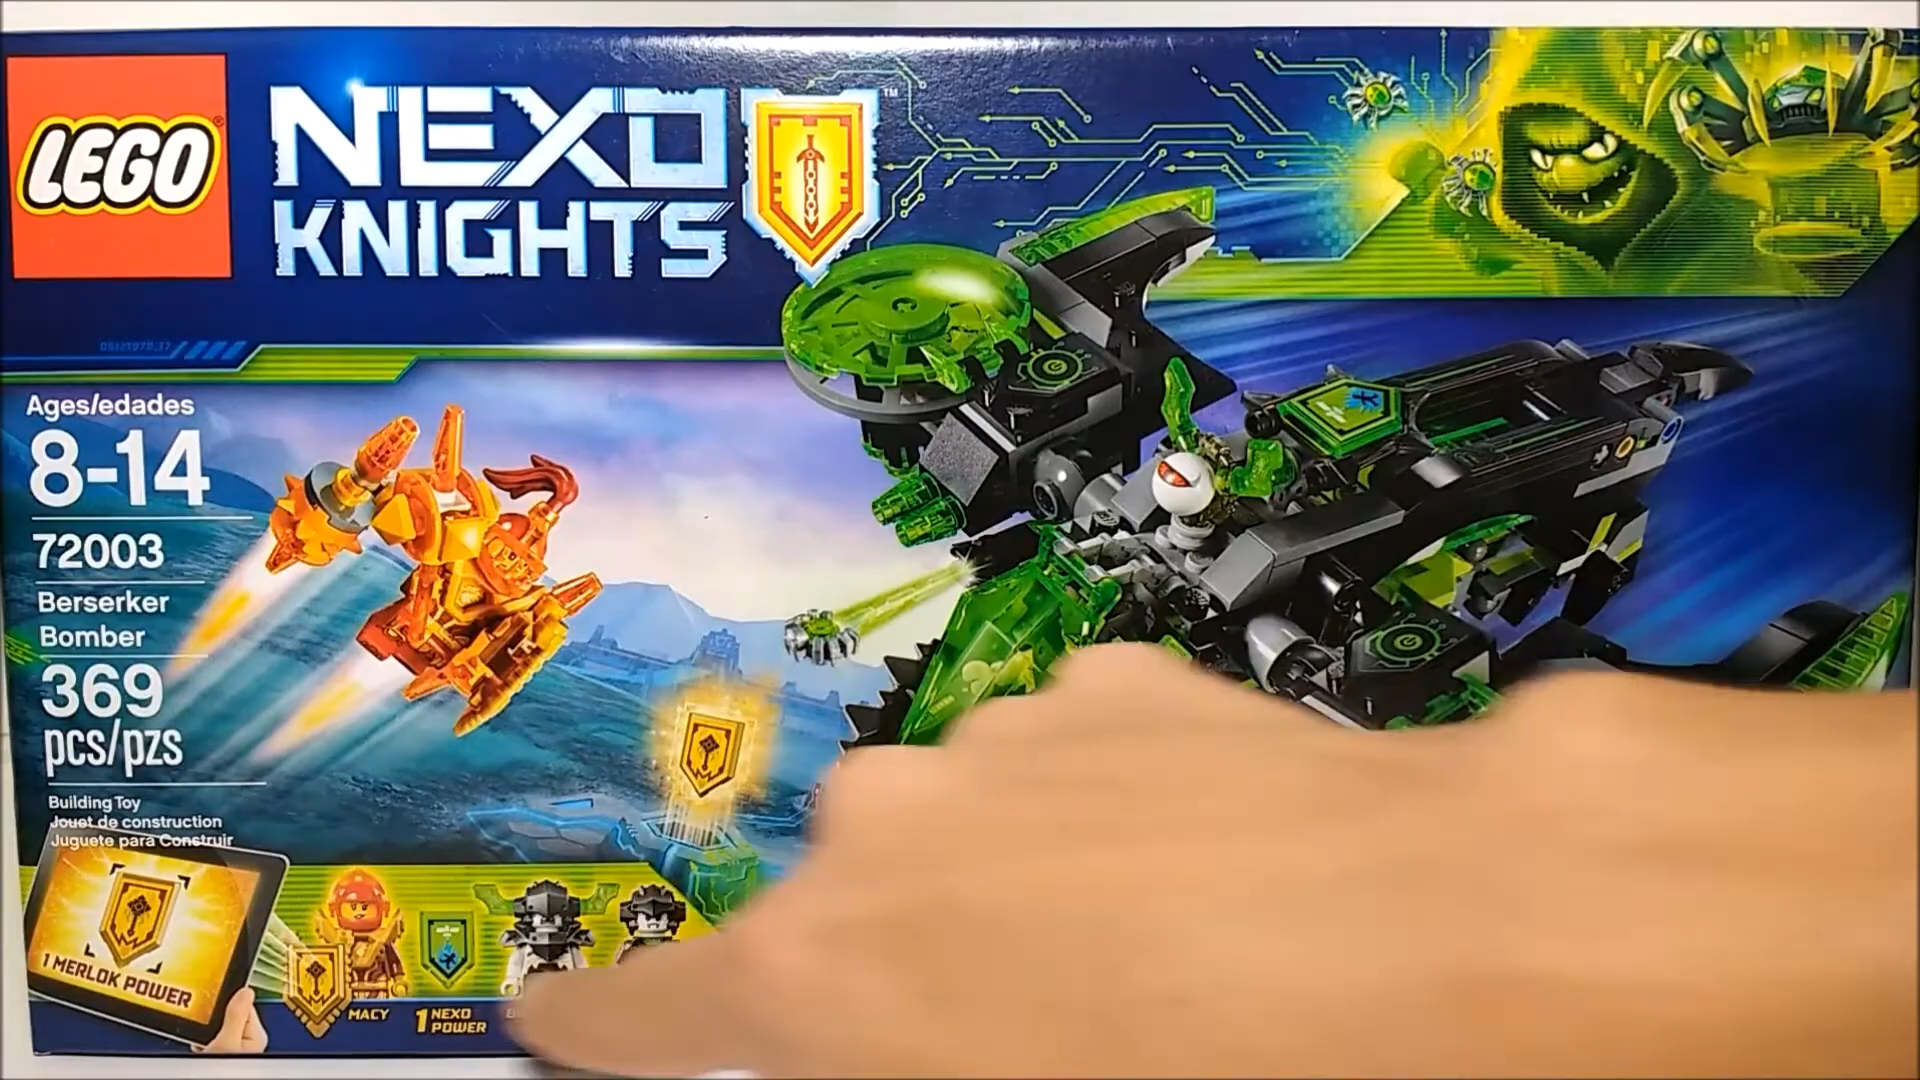 LEGO
NEXO
KNIGHTS
™
Ages/edades
8-14
72003
Berserker
Bomber
369
pcs/pzs
Building Toy
Jouet de construction
Juguete para Construir
1 MERLOK POWER
MACY
1 NEXO
POWER